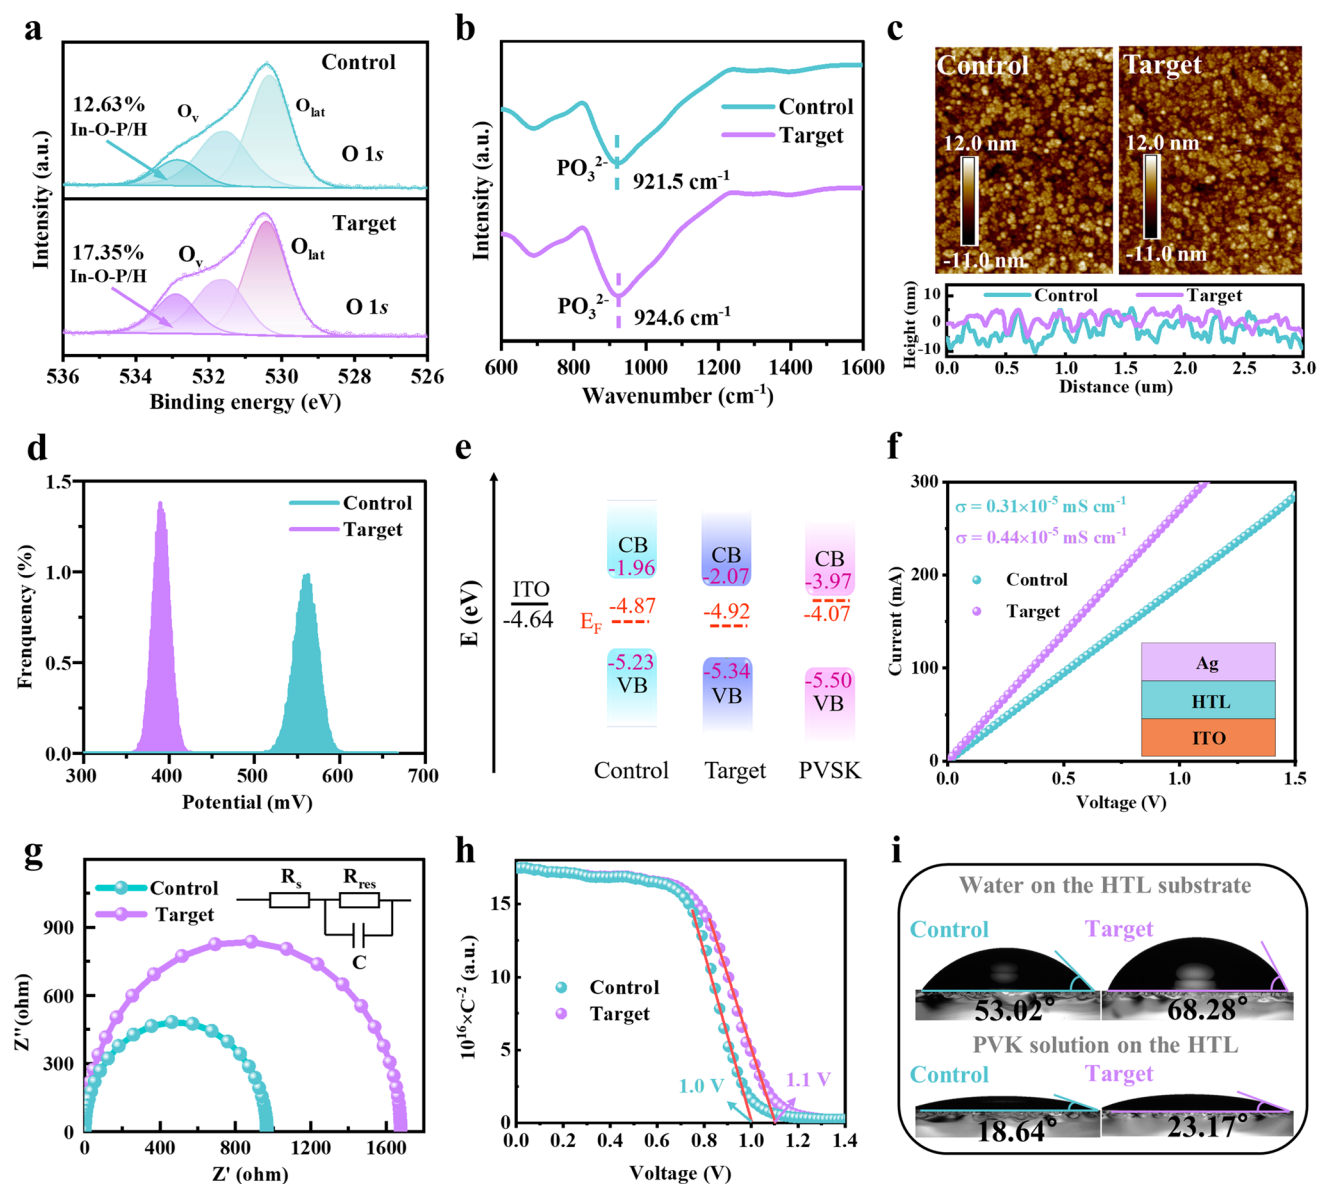 a
Control
12.63%
In-O-P/H
Oᵥ
Oₗₐₜ
O 1s
Target
17.35%
In-O-P/H
Oᵥ
Oₗₐₜ
O 1s
Intensity (a.u.)
536 534 532 530 528 526
Binding energy (eV)
b
Control
Target
PO₃²⁻
921.5 cm⁻¹
PO₃²⁻
924.6 cm⁻¹
Intensity (a.u.)
600 800 1000 1200 1400 1600
Wavenumber (cm⁻¹)
c
Control
12.0 nm
-11.0 nm
Target
12.0 nm
-11.0 nm
Control Target
Height (nm)
10
0
-10
0.0 0.5 1.0 1.5 2.0 2.5 3.0
Distance (um)
d
Control
Target
Frenquency (%)
1.5
1.0
0.5
0.0
300 400 500 600 700
Potential (mV)
e
E (eV)
ITO
-4.64
CB CB CB
-1.96 -2.07 -3.97
E_F
-4.87 -4.92 -4.07
-5.23 -5.34 -5.50
VB VB VB
Control Target PVSK
f
σ = 0.31×10⁻⁵ mS cm⁻¹
σ = 0.44×10⁻⁵ mS cm⁻¹
Control
Target
Ag
HTL
ITO
Current (mA)
300
200
100
0
0.0 0.5 1.0 1.5
Voltage (V)
g
Control
Target
Rₛ
Rᵣₑₛ
C
Z''(ohm)
900
600
300
0
0 400 800 1200 1600
Z' (ohm)
h
Control
Target
1.0 V
1.1 V
10¹⁶×C⁻² (a.u.)
15
10
5
0
0.0 0.2 0.4 0.6 0.8 1.0 1.2 1.4
Voltage (V)
i
Water on the HTL substrate
Control Target
53.02° 68.28°
PVK solution on the HTL
Control Target
18.64° 23.17°